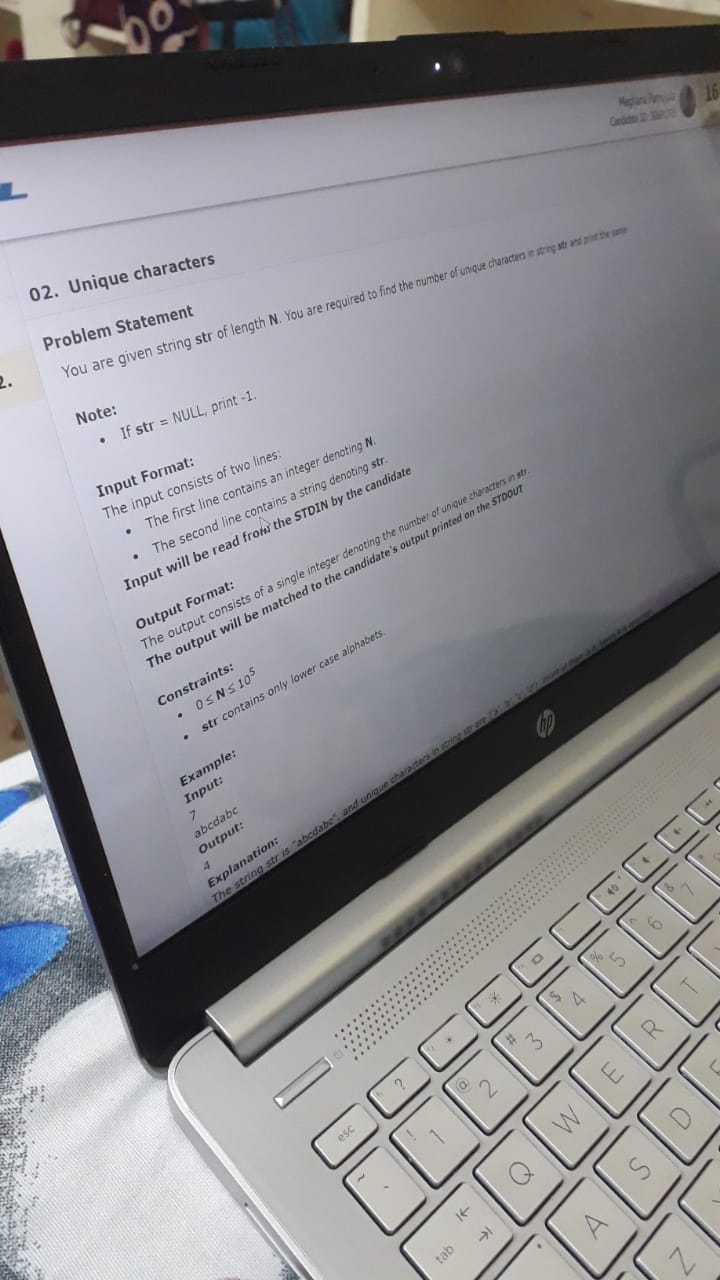 16
Candidate ID:
L
02. Unique characters
Problem Statement
You are given string str of length N. You are required to find the number of unique characters in string str and print the same
2.
Note:
• If str = NULL, print -1.
Input Format:
The input consists of two lines:
• The first line contains an integer denoting N.
• The second line contains a string denoting str.
Input will be read from the STDIN by the candidate
Output Format:
The output consists of a single integer denoting the number of unique characters in str.
The output will be matched to the candidate's output printed on the STDOUT
Constraints:
• 0 ≤ N ≤ 10⁵
• str contains only lower case alphabets.
Example:
Input:
7
abcdabc
Output:
4
Explanation:
The string str is "abcdabc", and unique characters in string str are
hp
esc
?
! 1
@ 2
# 3
$ 4
% 5
^ 6
& 7
~ `
tab
Q
W
E
R
T
A
S
D
Z